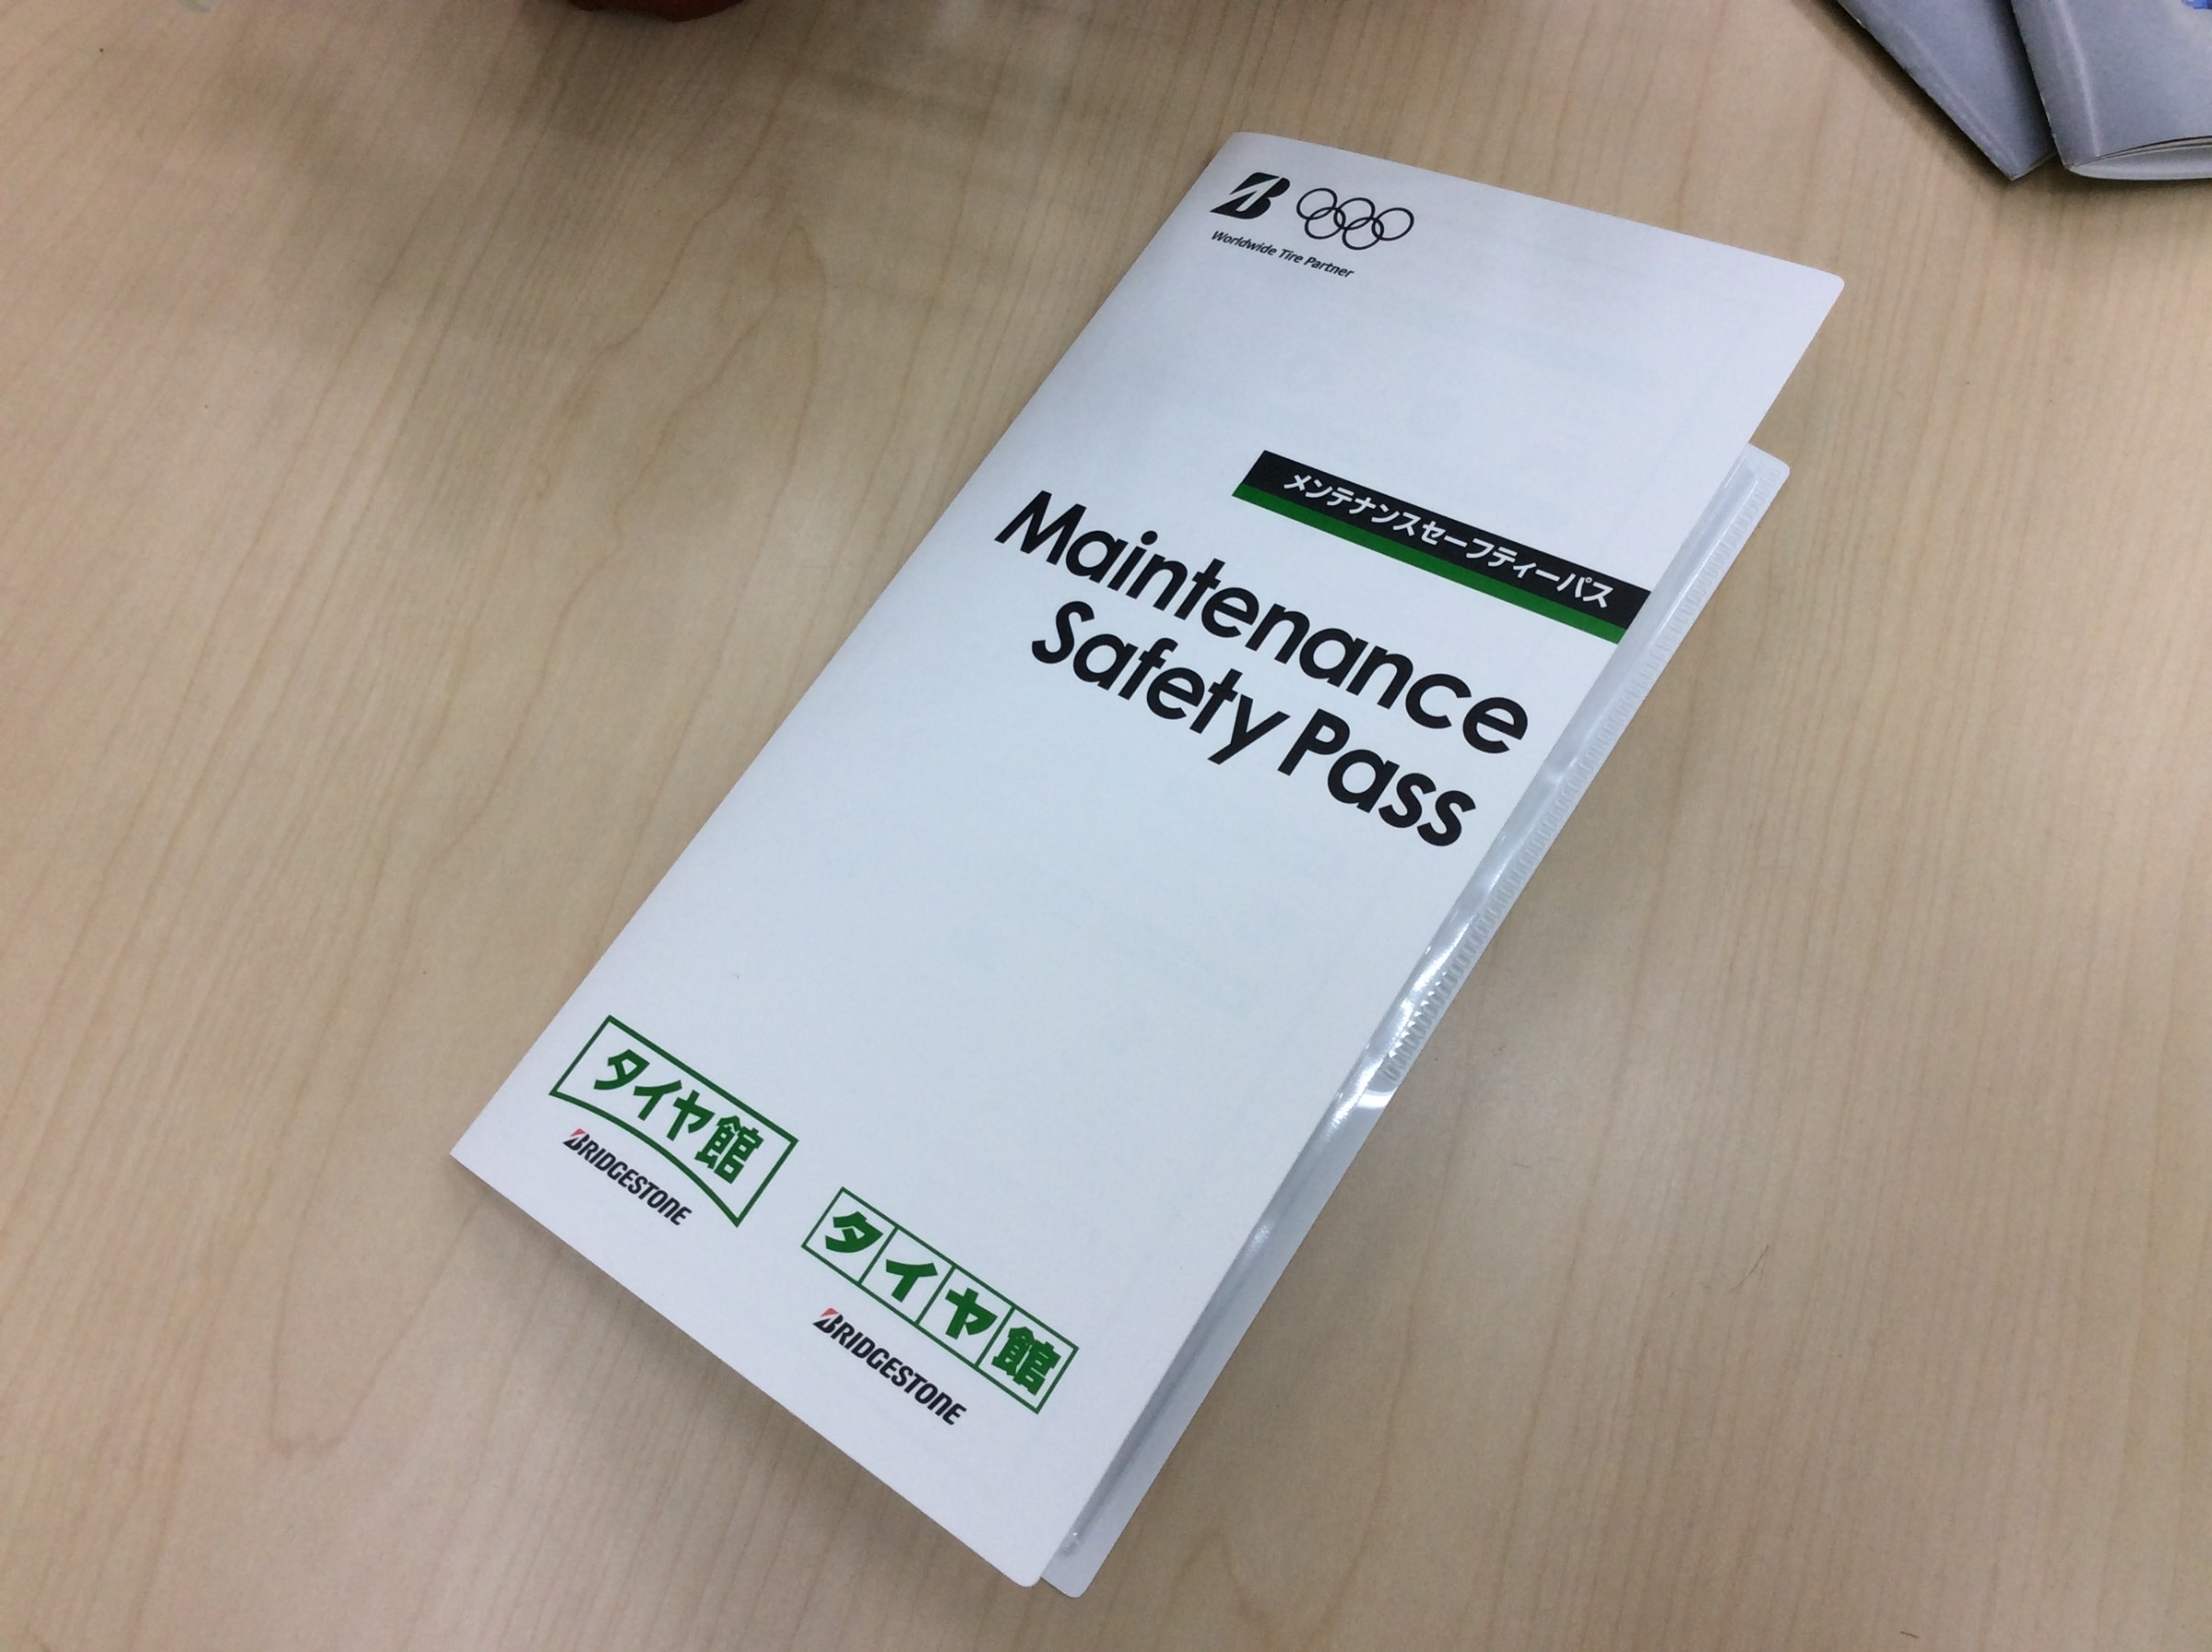 Worldwide Tire Partner
メンテナンスセーフティーパス
Maintenance
Safety Pass
タイヤ館
BRIDGESTONE
タイヤ館
BRIDGESTONE